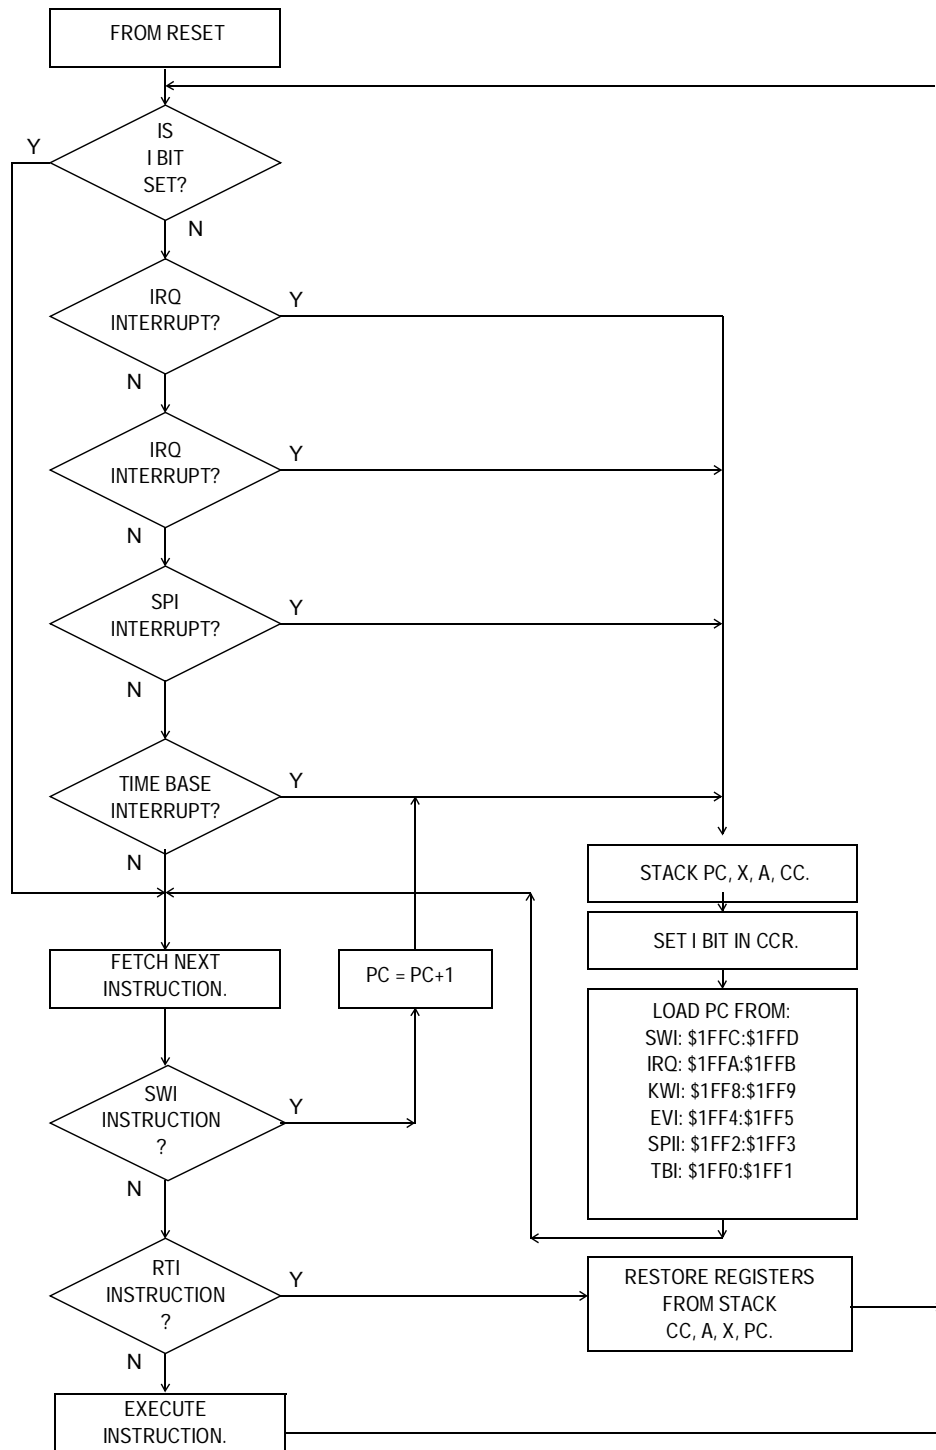 FROM RESET
IS
I BIT
SET?
Y
N
IRQ
INTERRUPT?
Y
N
IRQ
INTERRUPT?
Y
N
SPI
INTERRUPT?
Y
N
TIME BASE
INTERRUPT?
Y
N
STACK PC, X, A, CC.
SET I BIT IN CCR.
FETCH NEXT
INSTRUCTION.
PC = PC+1
LOAD PC FROM:
SWI: $1FFC:$1FFD
IRQ: $1FFA:$1FFB
KWI: $1FF8:$1FF9
EVI: $1FF4:$1FF5
SPII: $1FF2:$1FF3
TBI: $1FF0:$1FF1
SWI
INSTRUCTION
?
Y
N
RTI
INSTRUCTION
?
Y
N
RESTORE REGISTERS
FROM STACK
CC, A, X, PC.
EXECUTE
INSTRUCTION.